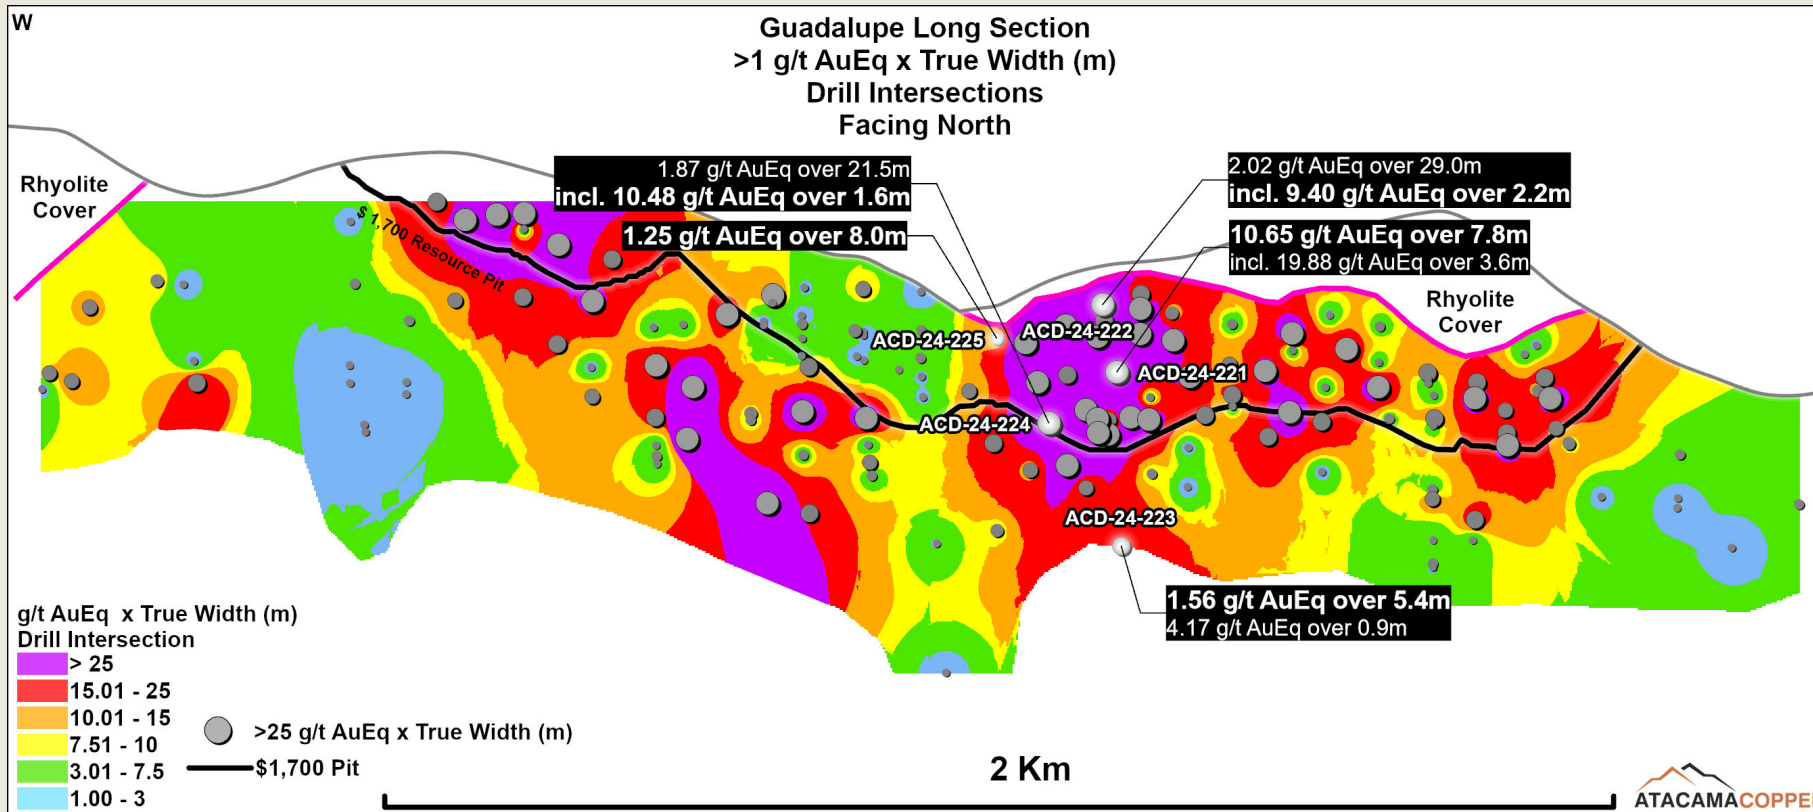 W
Guadalupe Long Section
>1 g/t AuEq x True Width (m)
Drill Intersections
Facing North
Rhyolite
Cover
$ 1,700 Resource Pit
1.87 g/t AuEq over 21.5m
incl. 10.48 g/t AuEq over 1.6m
1.25 g/t AuEq over 8.0m
2.02 g/t AuEq over 29.0m
incl. 9.40 g/t AuEq over 2.2m
10.65 g/t AuEq over 7.8m
incl. 19.88 g/t AuEq over 3.6m
Rhyolite
Cover
ACD-24-225
ACD-24-222
ACD-24-221
ACD-24-224
ACD-24-223
1.56 g/t AuEq over 5.4m
4.17 g/t AuEq over 0.9m
g/t AuEq x True Width (m)
Drill Intersection
> 25
15.01 - 25
10.01 - 15
7.51 - 10
3.01 - 7.5
1.00 - 3
>25 g/t AuEq x True Width (m)
$1,700 Pit
2 Km
ATACAMACOPPE